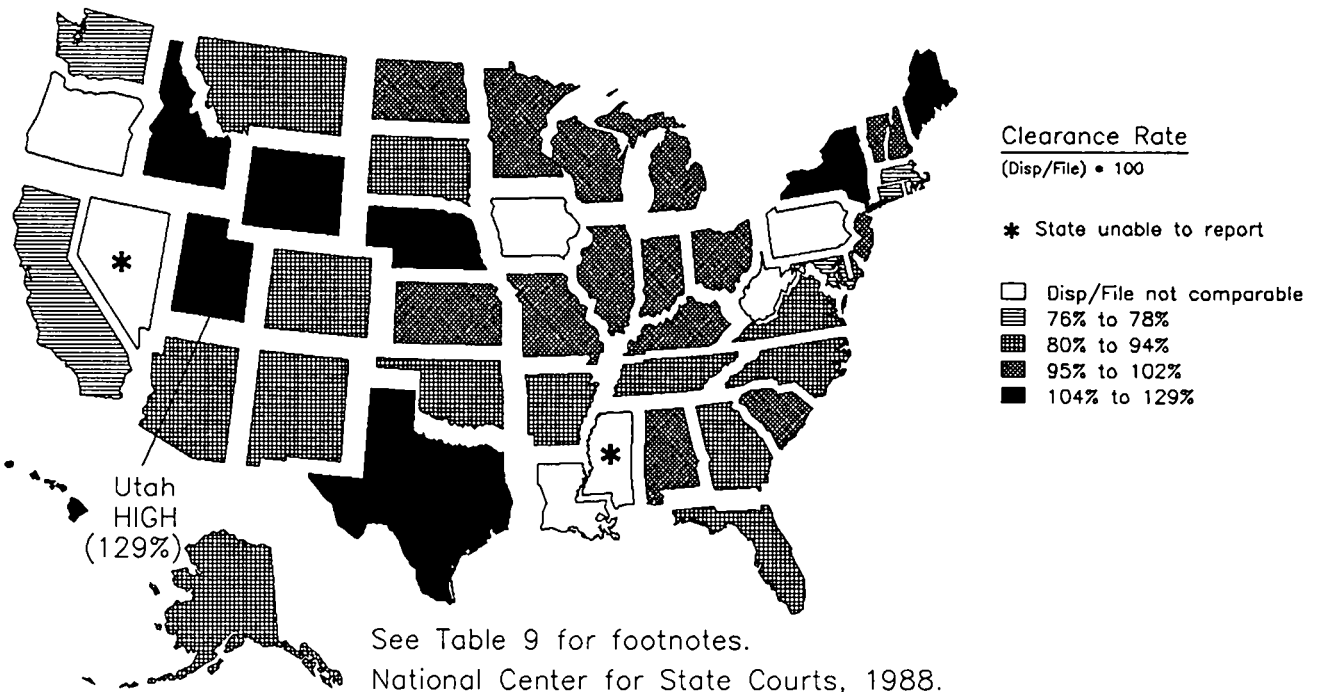 Clearance Rate
(Disp/File) * 100
* State unable to report
Disp/File not comparable
76% to 78%
80% to 94%
95% to 102%
104% to 129%
*
*
Utah
HIGH
(129%)
See Table 9 for footnotes.
National Center for State Courts, 1988.